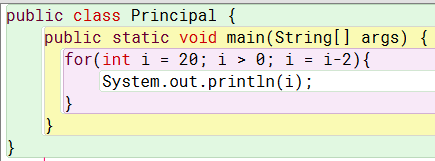 public class Principal {
public static void main(String[] args) {
for(int i = 20; i > 0; i = i-2){
System.out.println(i);
}
}
}